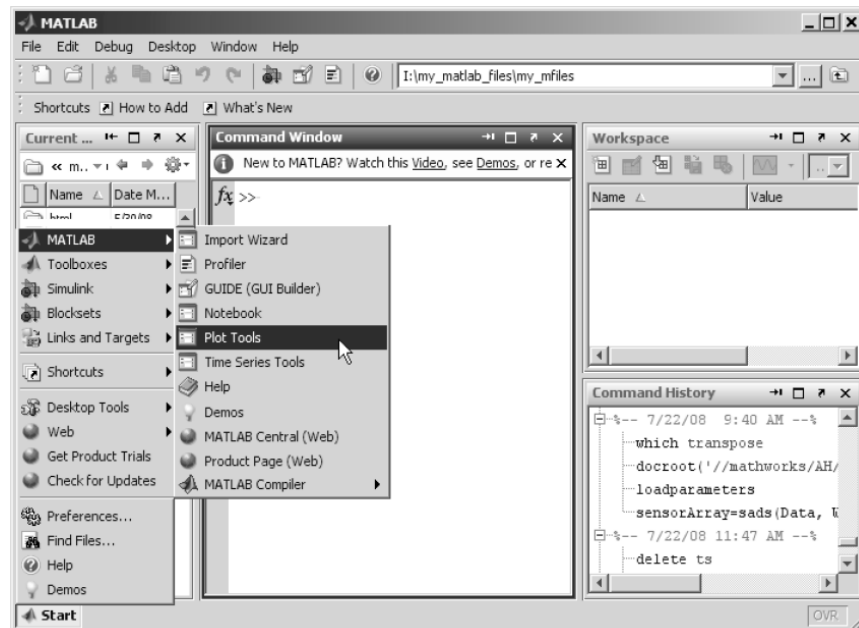 MATLAB
File Edit Debug Desktop Window Help
I:\my_matlab_files\my_mfiles
Shortcuts How to Add What's New
Current ...
« m..
Name Date M...
html 5/30/08
Command Window
New to MATLAB? Watch this Video, see Demos, or re
fx >>
Workspace
Name Value
MATLAB
Toolboxes
Simulink
Blocksets
Links and Targets
Shortcuts
Desktop Tools
Web
Get Product Trials
Check for Updates
Preferences...
Find Files...
Help
Demos
Start
Import Wizard
Profiler
GUIDE (GUI Builder)
Notebook
Plot Tools
Time Series Tools
Help
Demos
MATLAB Central (Web)
Product Page (Web)
MATLAB Compiler
Command History
%-- 7/22/08 9:40 AM --%
which transpose
docroot('//mathworks/AH/
loadparameters
sensorArray=sads(Data, W
%-- 7/22/08 11:47 AM --%
delete ts
OVR